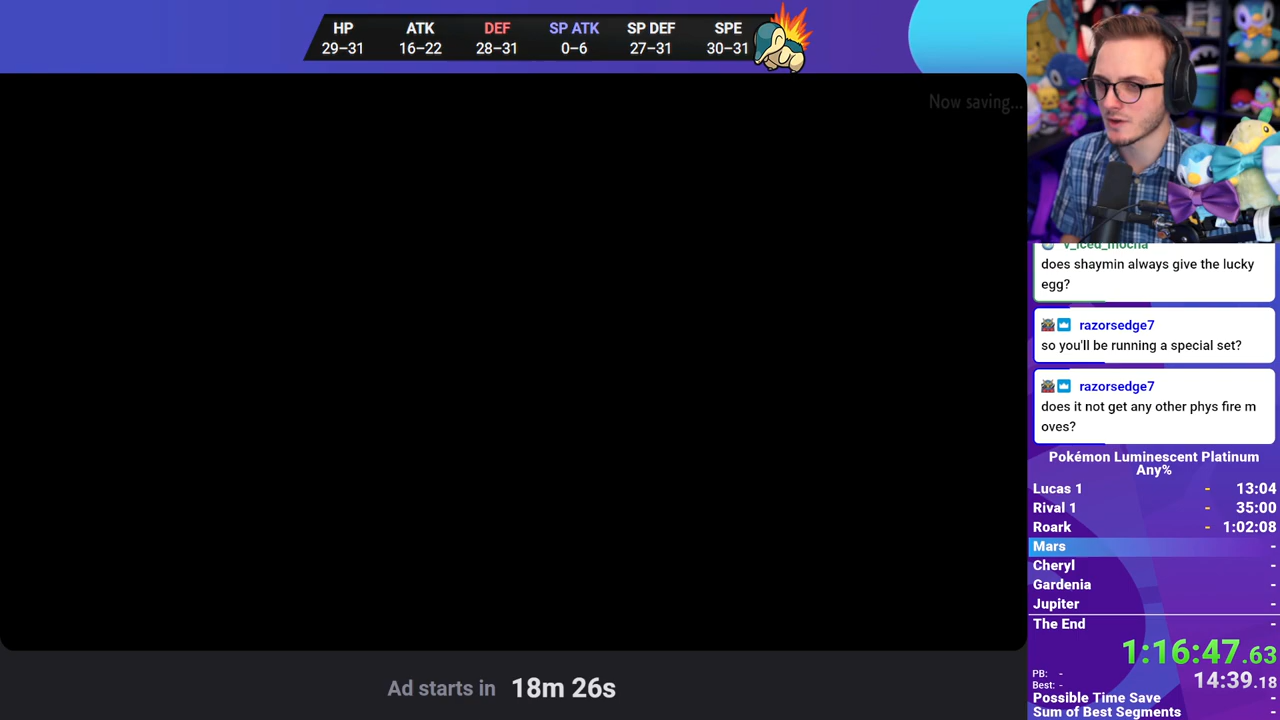 HP ATK DEF SP ATK SP DEF SPE
29–31 16–22 28–31 0–6 27–31 30–31
Now saving...
v_iced_mocha
does shaymin always give the lucky
egg?
razorsedge7
so you'll be running a special set?
razorsedge7
does it not get any other phys fire m
oves?
Pokémon Luminescent Platinum
Any%
Lucas 1 - 13:04
Rival 1 - 35:00
Roark - 1:02:08
Mars -
Cheryl -
Gardenia -
Jupiter -
The End -
1:16:47.63
PB: -
Best: -
14:39.18
Possible Time Save -
Sum of Best Segments -
Ad starts in 18m 26s